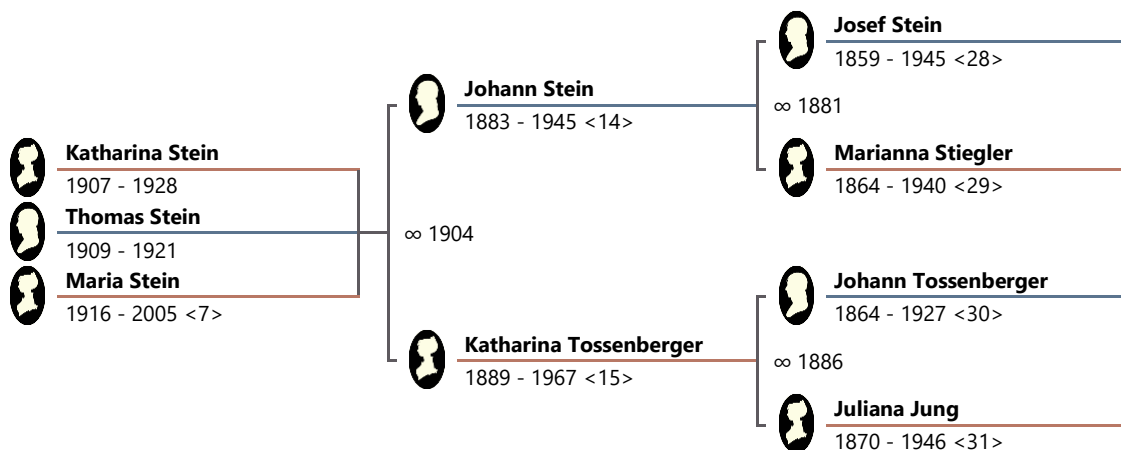 Katharina Stein
1907 - 1928
Thomas Stein
1909 - 1921
Maria Stein
1916 - 2005 <7>
Johann Stein
1883 - 1945 <14>
∞ 1904
Katharina Tossenberger
1889 - 1967 <15>
Josef Stein
1859 - 1945 <28>
∞ 1881
Marianna Stiegler
1864 - 1940 <29>
Johann Tossenberger
1864 - 1927 <30>
∞ 1886
Juliana Jung
1870 - 1946 <31>